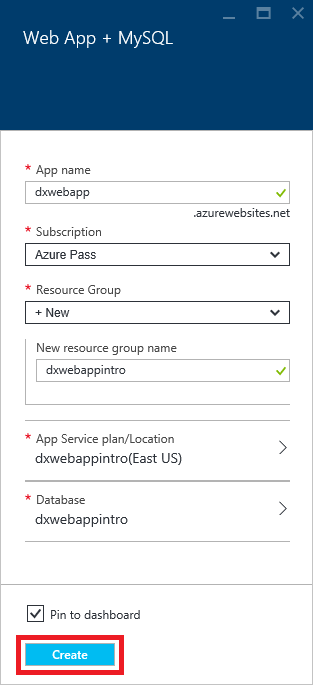 Web App + MySQL
* App name
dxwebapp
.azurewebsites.net
* Subscription
Azure Pass
* Resource Group
+ New
New resource group name
dxwebappintro
* App Service plan/Location
dxwebappintro(East US)
* Database
dxwebappintro
Pin to dashboard
Create